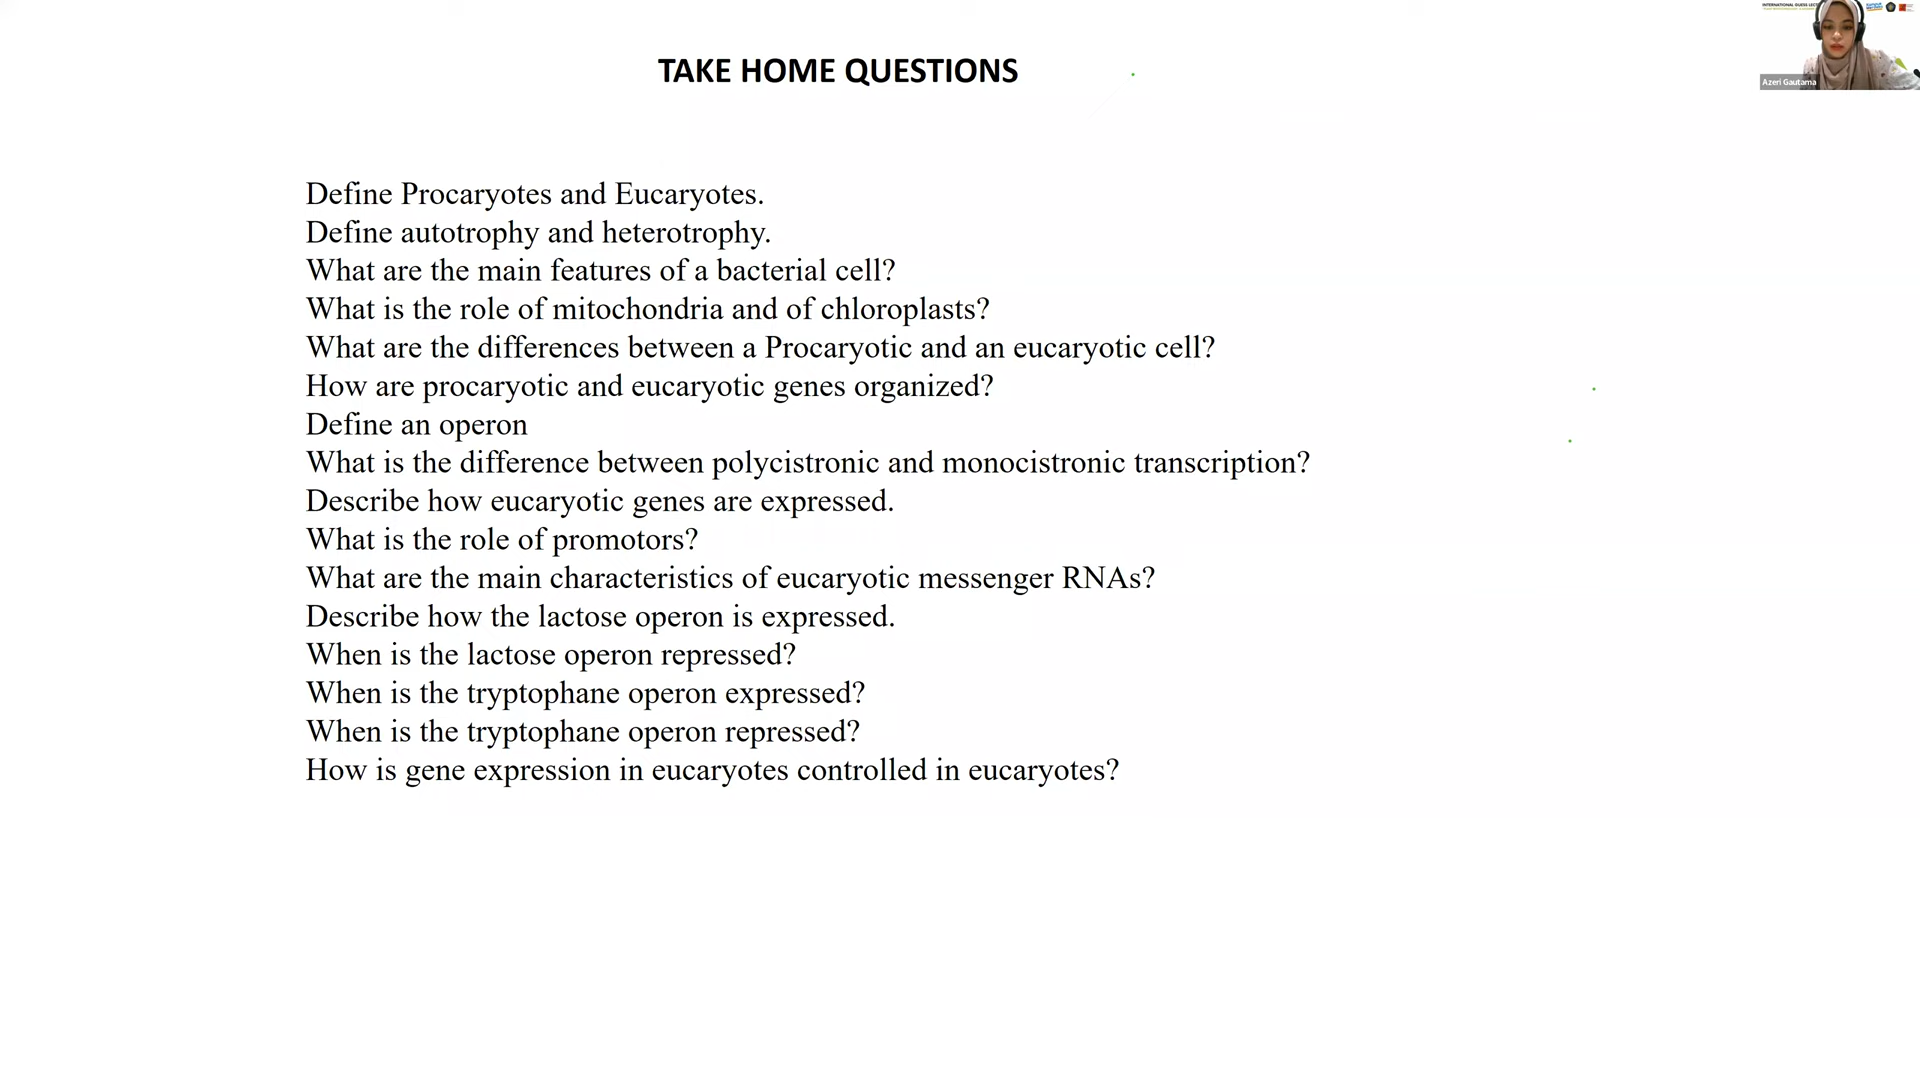 TAKE HOME QUESTIONS
INTERNATIONAL GUESS LECT
Azeri Gautama
Define Procaryotes and Eucaryotes.
Define autotrophy and heterotrophy.
What are the main features of a bacterial cell?
What is the role of mitochondria and of chloroplasts?
What are the differences between a Procaryotic and an eucaryotic cell?
How are procaryotic and eucaryotic genes organized?
Define an operon
What is the difference between polycistronic and monocistronic transcription?
Describe how eucaryotic genes are expressed.
What is the role of promotors?
What are the main characteristics of eucaryotic messenger RNAs?
Describe how the lactose operon is expressed.
When is the lactose operon repressed?
When is the tryptophane operon expressed?
When is the tryptophane operon repressed?
How is gene expression in eucaryotes controlled in eucaryotes?